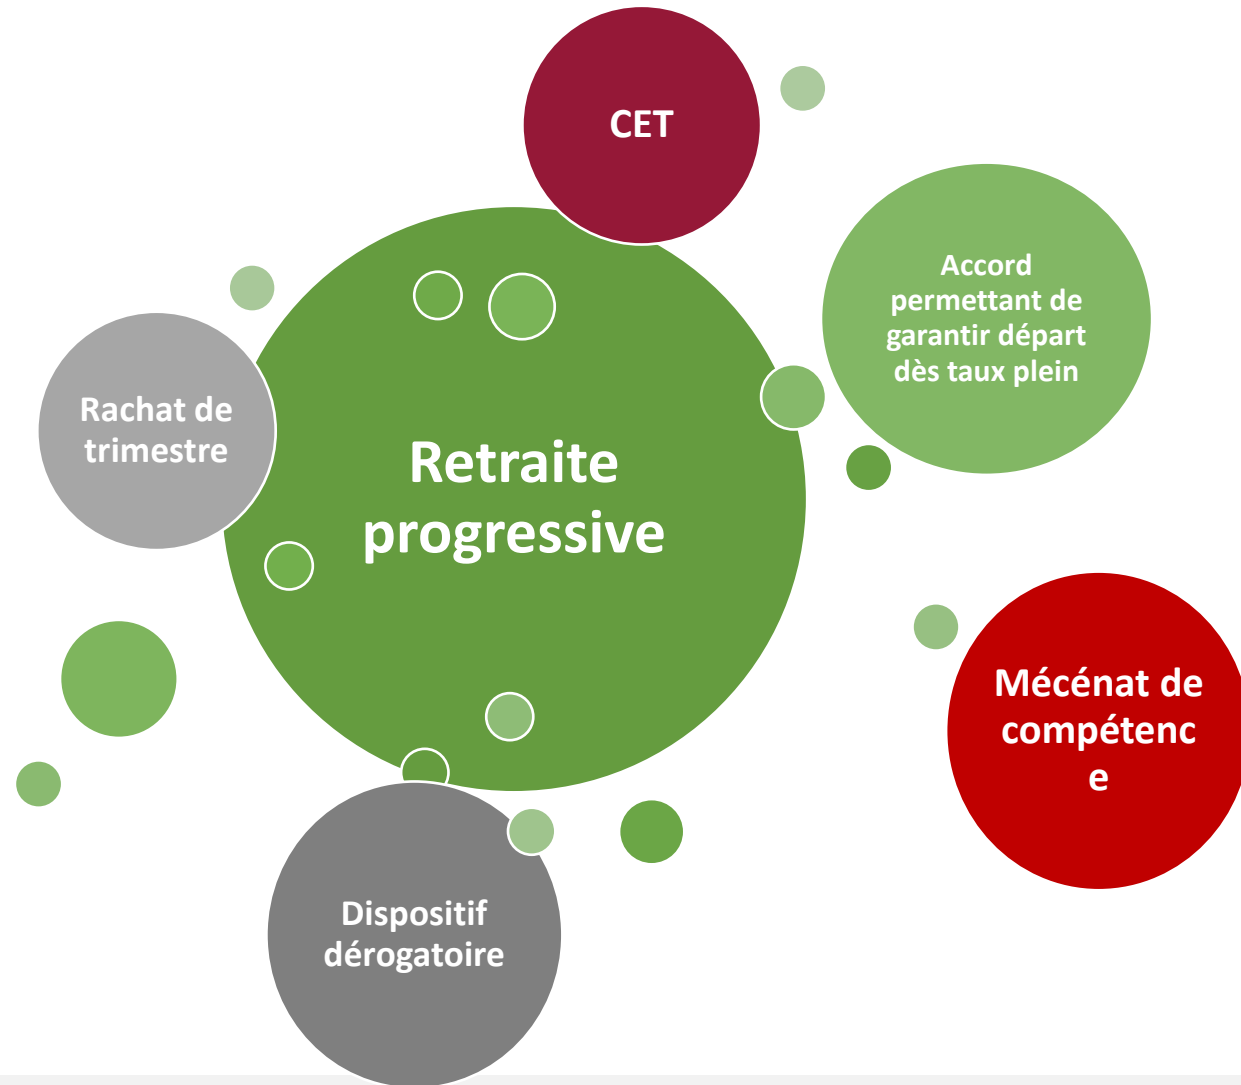 CET
Accord
permettant de
garantir départ
dès taux plein
Rachat de
trimestre
Retraite
progressive
Mécénat de
compétenc
e
Dispositif
dérogatoire